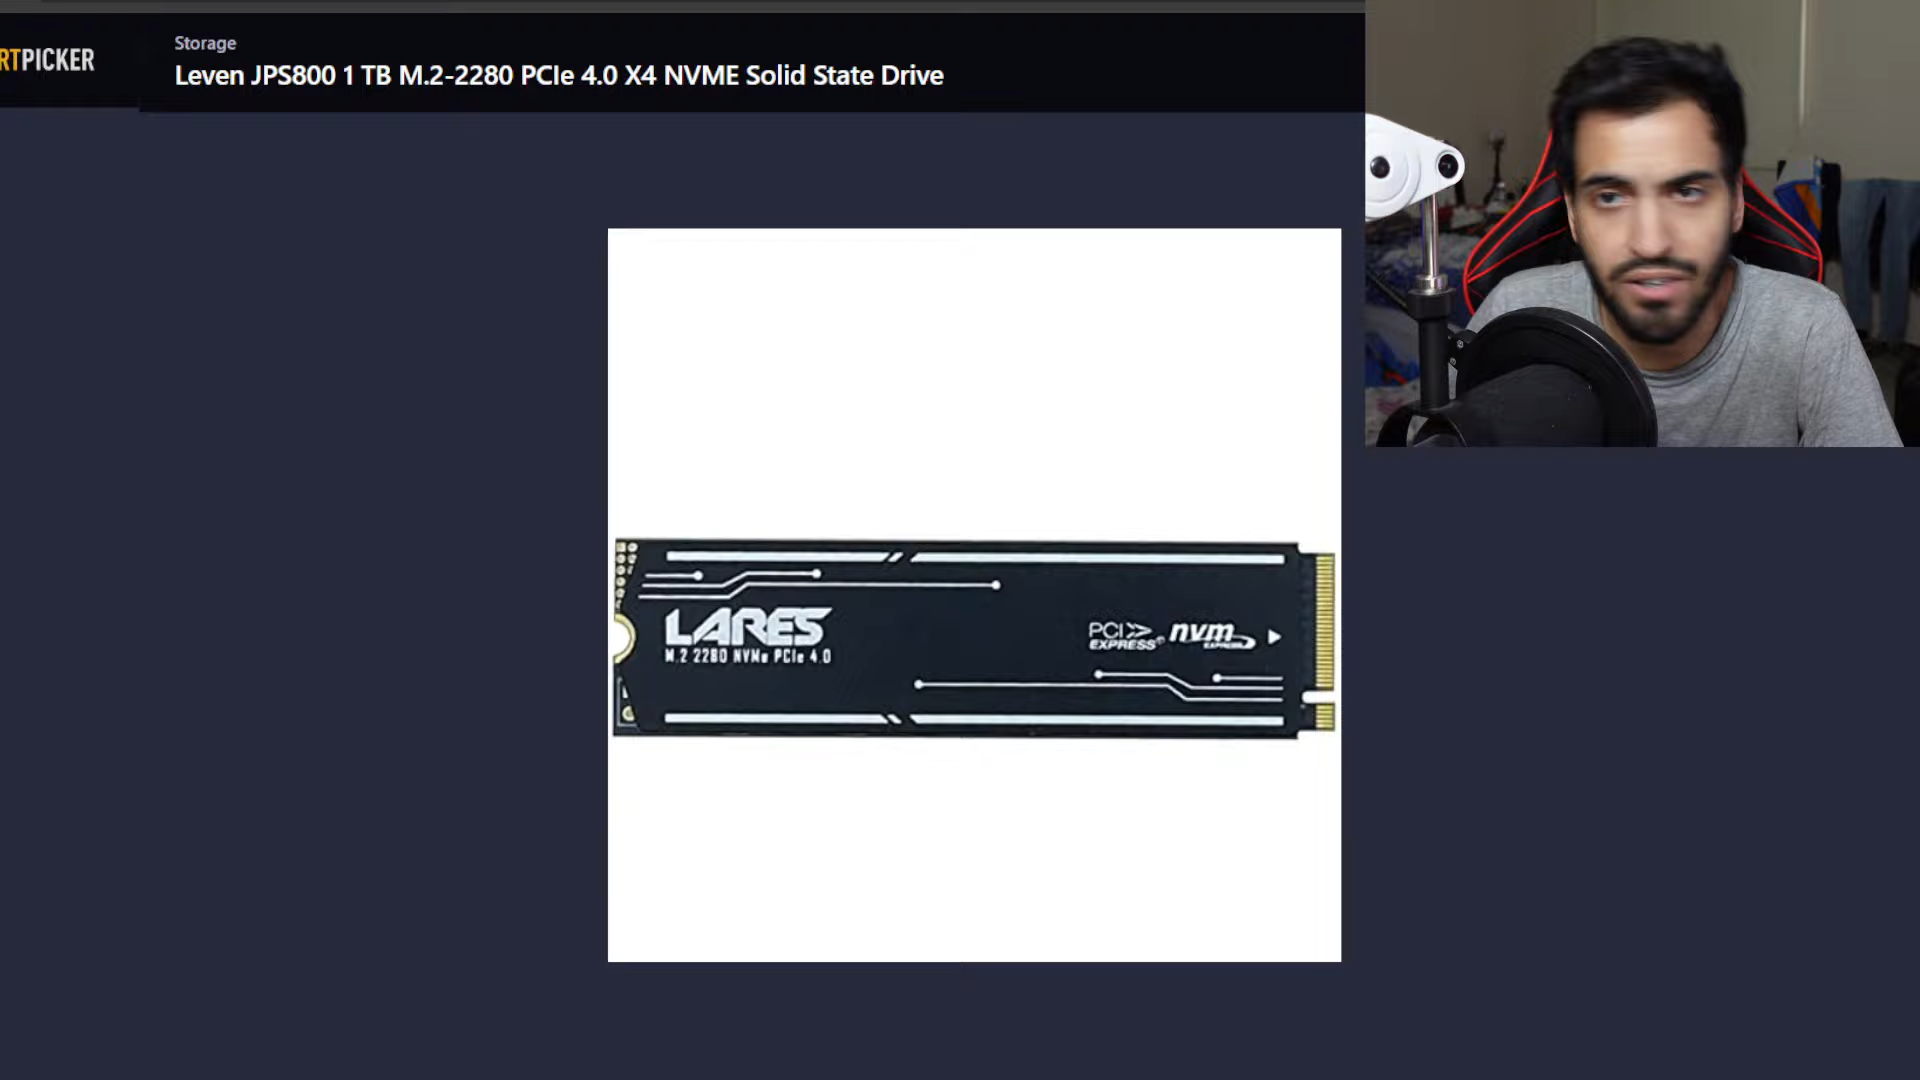 RTPICKER
Storage
Leven JPS800 1 TB M.2-2280 PCIe 4.0 X4 NVME Solid State Drive
LARES
M.2 2280 NVMe PCIe 4.0
PCI
EXPRESS®
nvm
EXPRESS